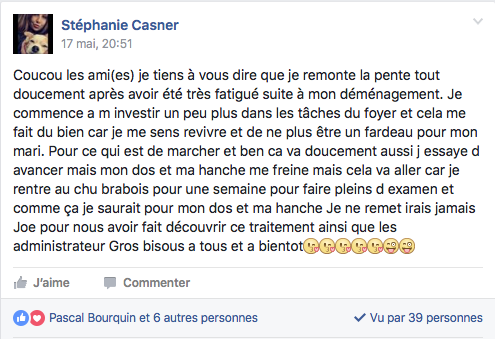 Stéphanie Casner
17 mai, 20:51
Coucou les ami(es) je tiens à vous dire que je remonte la pente tout
doucement après avoir été très fatigué suite à mon déménagement. Je
commence a m investir un peu plus dans les tâches du foyer et cela me
fait du bien car je me sens revivre et de ne plus être un fardeau pour mon
mari. Pour ce qui est de marcher et ben ca va doucement aussi j essaye d
avancer mais mon dos et ma hanche me freine mais cela va aller car je
rentre au chu brabois pour une semaine pour faire pleins d examen et
comme ça je saurait pour mon dos et ma hanche Je ne remet irais jamais
Joe pour nous avoir fait découvrir ce traitement ainsi que les
administrateur Gros bisous a tous et a bientot😘😘😘😘😘😜😜
J'aime Commenter
Pascal Bourquin et 6 autres personnes Vu par 39 personnes